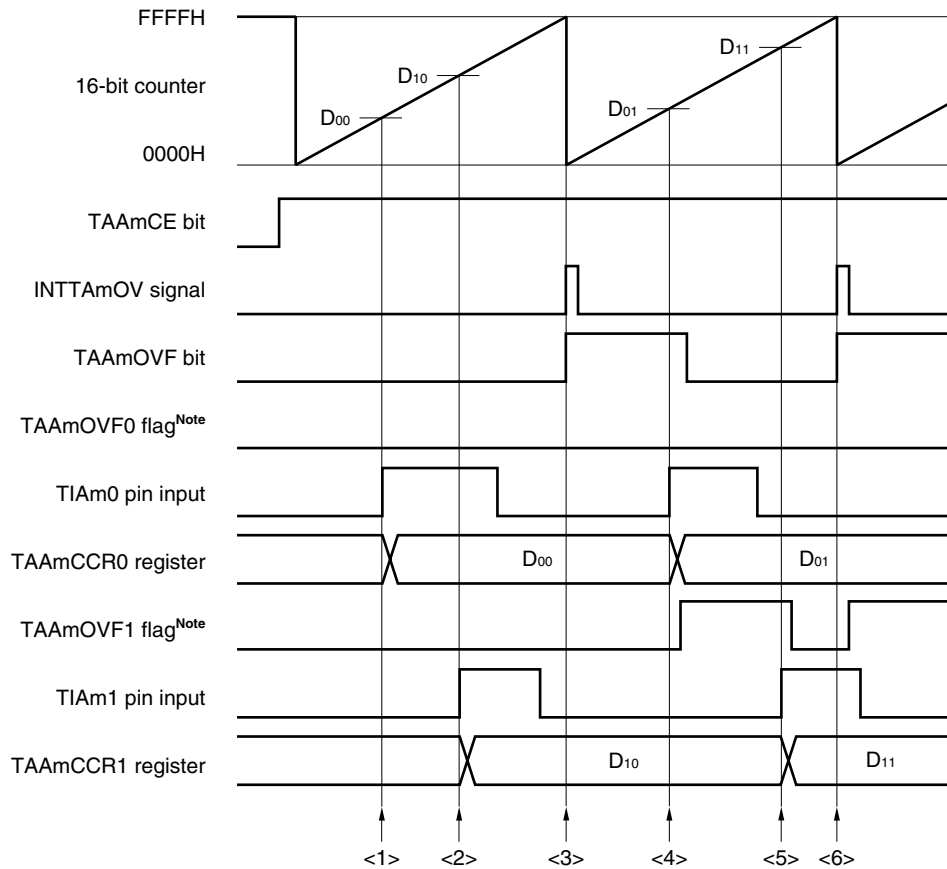 FFFFH
D11
D10
16-bit counter
D01
D00
0000H
TAAmCE bit
INTTAmOV signal
TAAmOVF bit
TAAmOVF0 flagNote
TIAm0 pin input
TAAmCCR0 register
D00
D01
TAAmOVF1 flagNote
TIAm1 pin input
TAAmCCR1 register
D10
D11
<1>
<2>
<3>
<4>
<5>
<6>